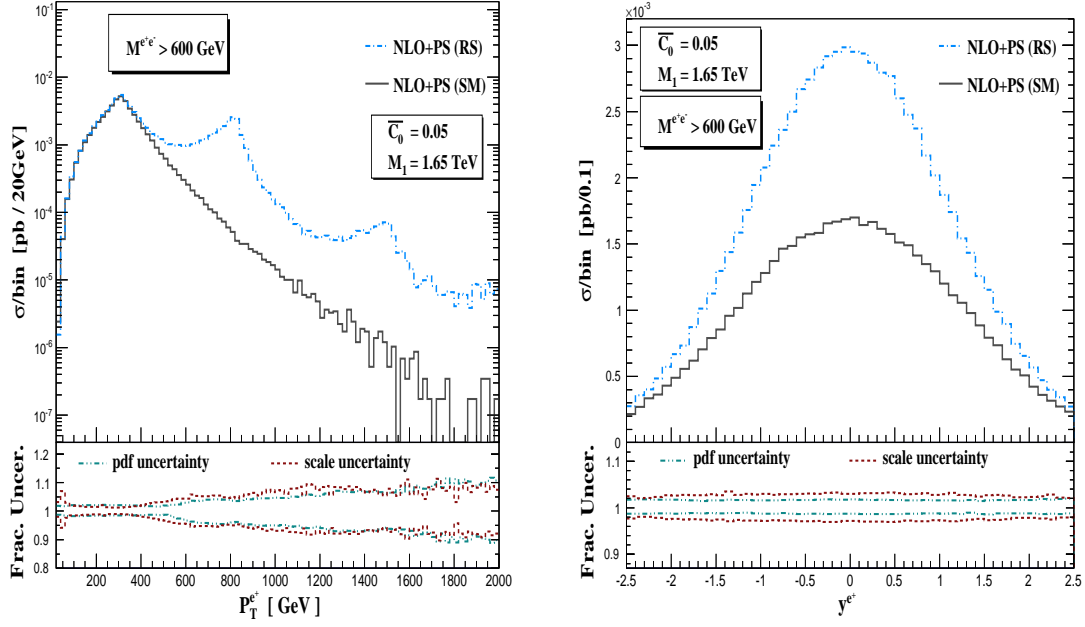 10⁻¹
10⁻²
10⁻³
10⁻⁴
10⁻⁵
10⁻⁶
10⁻⁷
σ/bin [pb / 20GeV]
M^{e⁺e⁻} > 600 GeV
NLO+PS (RS)
NLO+PS (SM)
C̅₀ = 0.05
M₁ = 1.65 TeV
Frac. Uncer.
1.2
1.1
1
0.9
0.8
pdf uncertainty
scale uncertainty
200 400 600 800 1000 1200 1400 1600 1800 2000
P_T^{e⁺} [ GeV ]
×10⁻³
3
2.5
2
1.5
1
0.5
0
σ/bin [pb/0.1]
C̅₀ = 0.05
M₁ = 1.65 TeV
M^{e⁺e⁻} > 600 GeV
NLO+PS (RS)
NLO+PS (SM)
Frac. Uncer.
1.1
1
0.9
pdf uncertainty
scale uncertainty
-2.5 -2 -1.5 -1 -0.5 0 0.5 1 1.5 2 2.5
y^{e⁺}